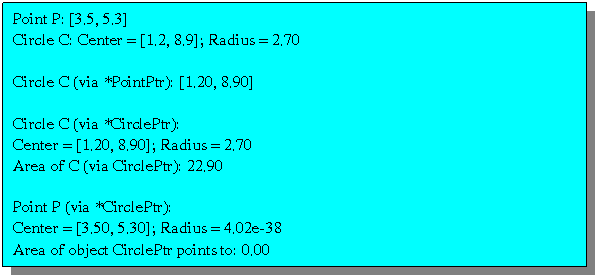 Point P: [3.5, 5.3]
Circle C: Center = [1.2, 8.9]; Radius = 2.70
Circle C (via *PointPtr): [1.20, 8.90]
Circle C (via *CirclePtr):
Center = [1.20, 8.90]; Radius = 2.70
Area of C (via CirclePtr): 22.90
Point P (via *CirclePtr):
Center = [3.50, 5.30]; Radius = 4.02e-38
Area of object CirclePtr points to: 0.00